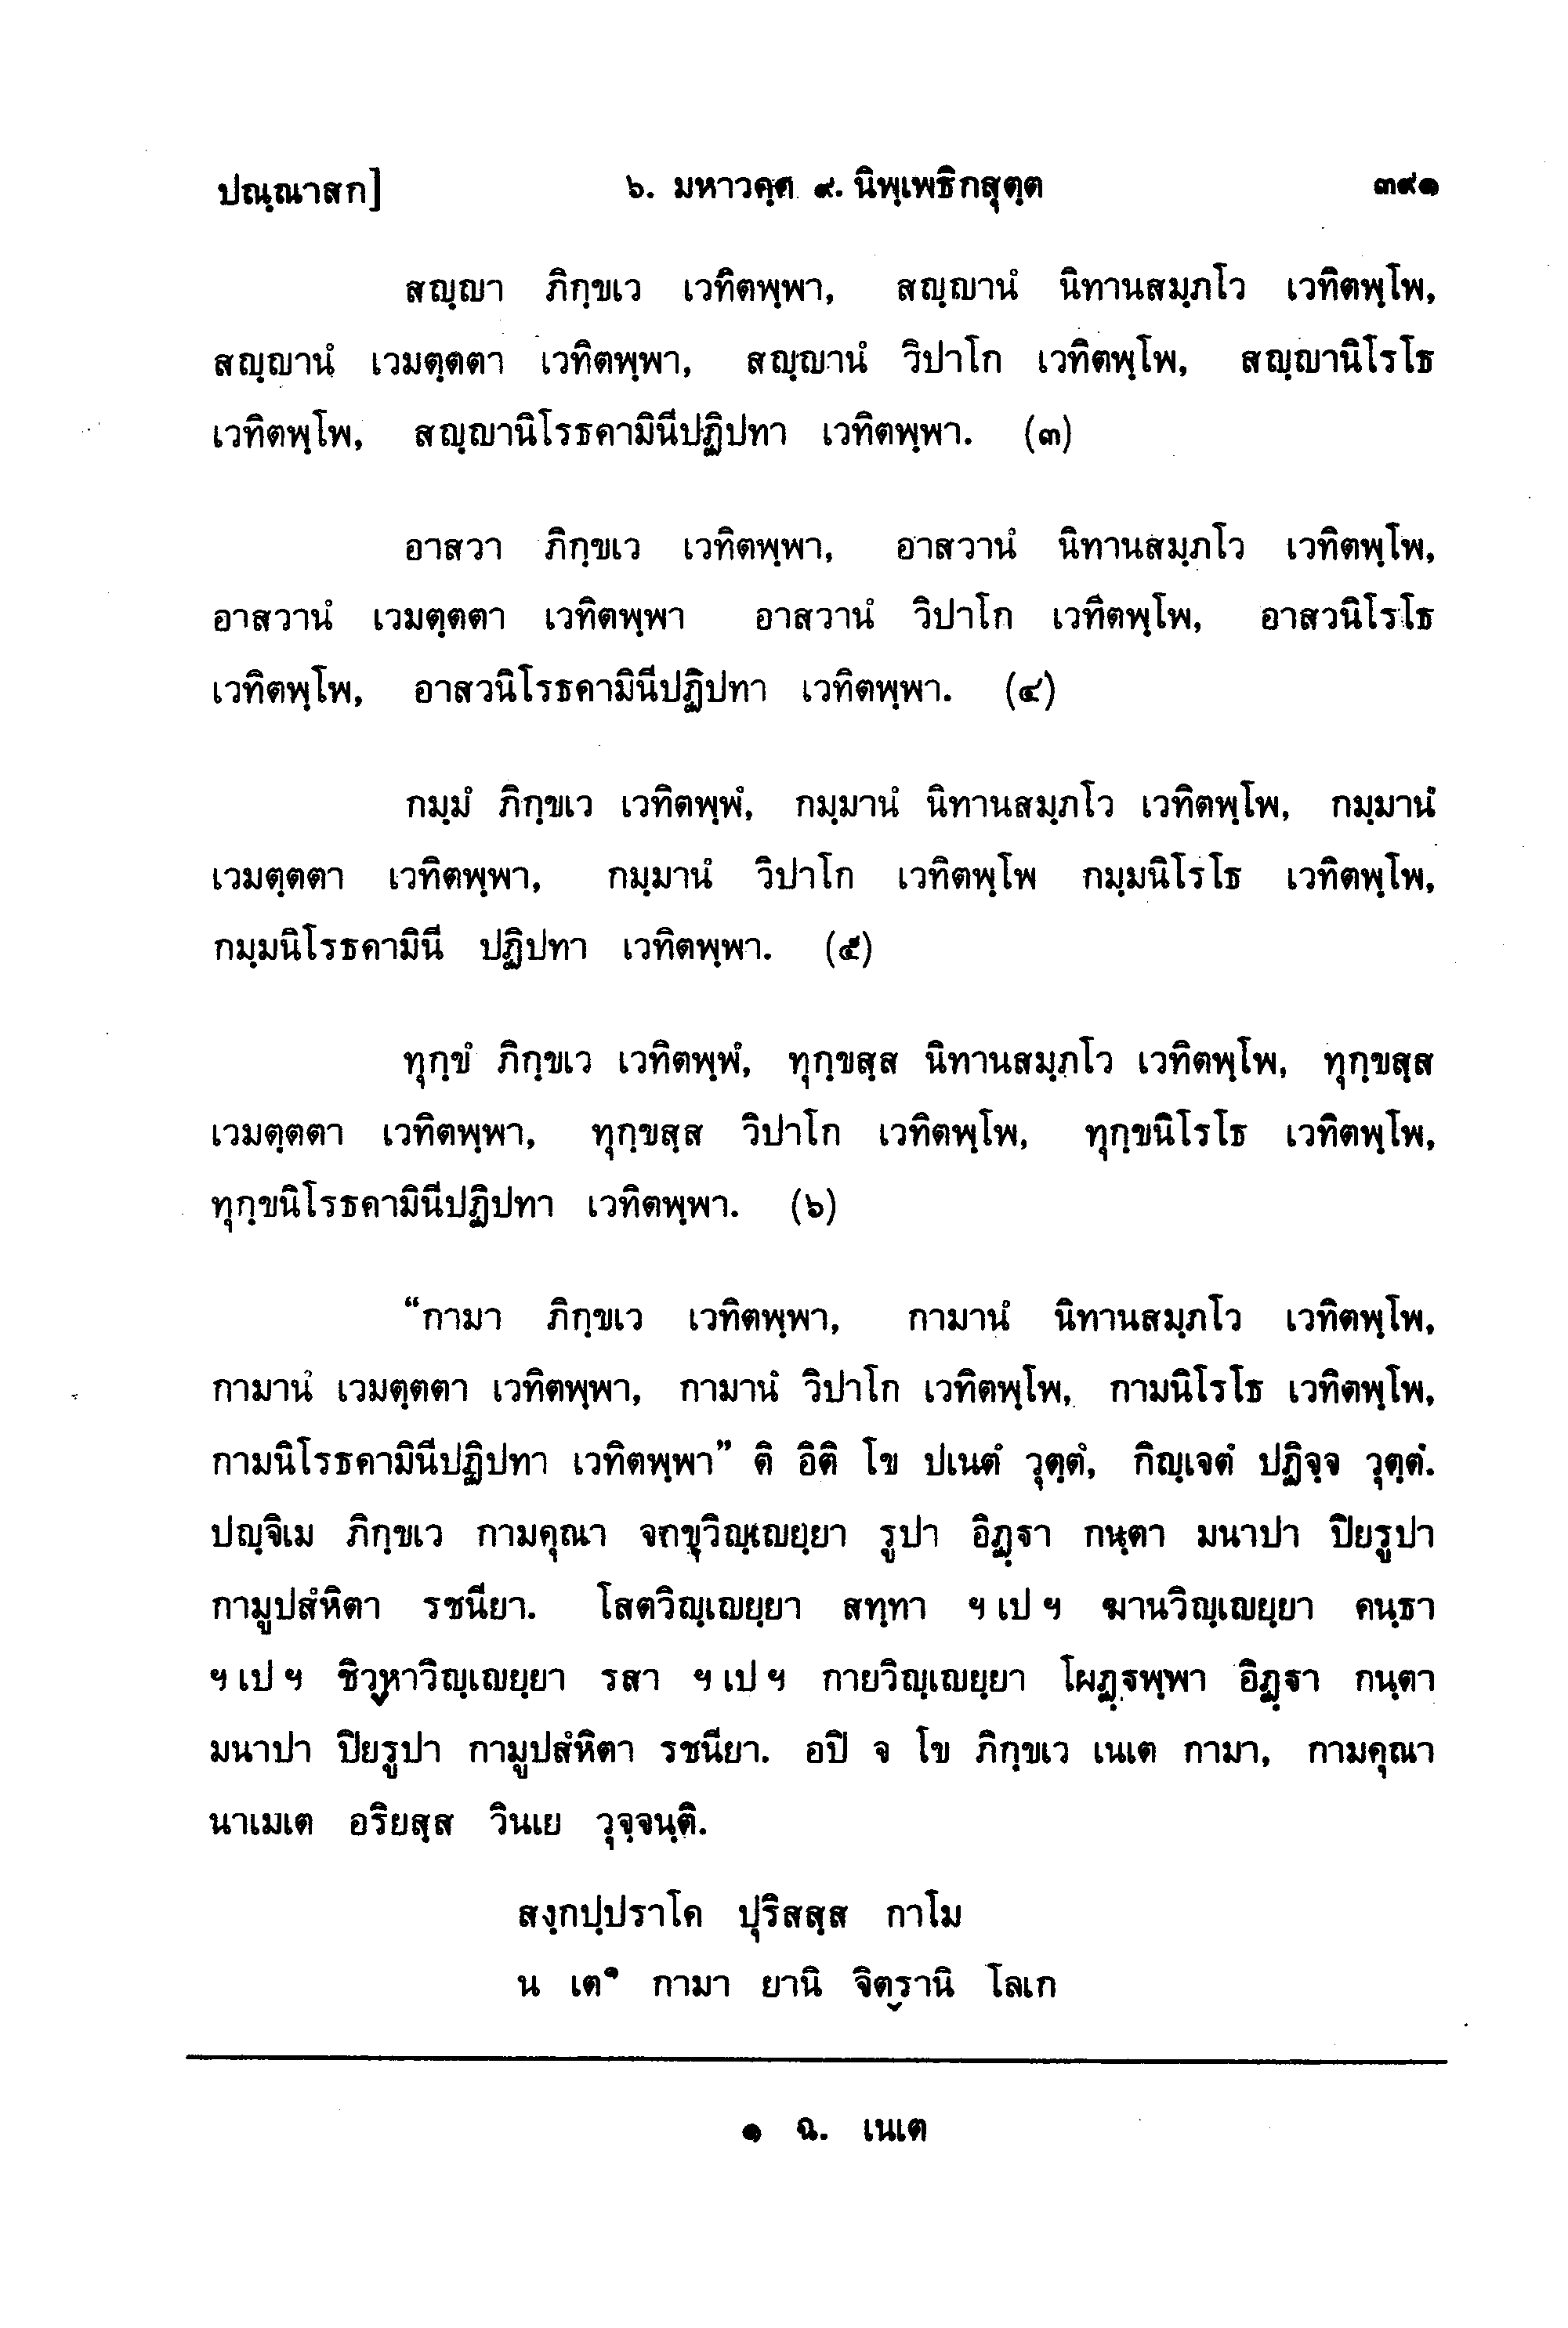 ปณฺณาสก] ๖. มหาวคฺค ๙. นิพฺเพธิกสุตฺต ๓๙๑
สญฺญา ภิกฺขเว เวทิตพฺพา, สญฺญานํ นิทานสมฺภโว เวทิตพฺโพ,
สญฺญานํ เวมตฺตตา เวทิตพฺพา, สญฺญานํ วิปาโก เวทิตพฺโพ, สญฺญานิโรโธ
เวทิตพฺโพ, สญฺญานิโรธคามินีปฏิปทา เวทิตพฺพา. (๓)
อาสวา ภิกฺขเว เวทิตพฺพา, อาสวานํ นิทานสมฺภโว เวทิตพฺโพ,
อาสวานํ เวมตฺตตา เวทิตพฺพา อาสวานํ วิปาโก เวทิตพฺโพ, อาสวนิโรโธ
เวทิตพฺโพ, อาสวนิโรธคามินีปฏิปทา เวทิตพฺพา. (๔)
กมฺมํ ภิกฺขเว เวทิตพฺพํ, กมฺมานํ นิทานสมฺภโว เวทิตพฺโพ, กมฺมานํ
เวมตฺตตา เวทิตพฺพา, กมฺมานํ วิปาโก เวทิตพฺโพ กมฺมนิโรโธ เวทิตพฺโพ,
กมฺมนิโรธคามินี ปฏิปทา เวทิตพฺพา. (๕)
ทุกฺขํ ภิกฺขเว เวทิตพฺพํ, ทุกฺขสฺส นิทานสมฺภโว เวทิตพฺโพ, ทุกฺขสฺส
เวมตฺตตา เวทิตพฺพา, ทุกฺขสฺส วิปาโก เวทิตพฺโพ, ทุกฺขนิโรโธ เวทิตพฺโพ,
ทุกฺขนิโรธคามินีปฏิปทา เวทิตพฺพา. (๖)
“กามา ภิกฺขเว เวทิตพฺพา, กามานํ นิทานสมฺภโว เวทิตพฺโพ,
กามานํ เวมตฺตตา เวทิตพฺพา, กามานํ วิปาโก เวทิตพฺโพ, กามนิโรโธ เวทิตพฺโพ,
กามนิโรธคามินีปฏิปทา เวทิตพฺพา” ติ อิติ โข ปเนตํ วุตฺตํ, กิญฺเจตํ ปฏิจฺจ วุตฺตํ.
ปญฺจิเม ภิกฺขเว กามคุณา จกฺขุวิญฺเญยฺยา รูปา อิฏฺฐา กนฺตา มนาปา ปิยรูปา
กามูปสํหิตา รชนียา. โสตวิญฺเญยฺยา สทฺทา ฯ เป ฯ ฆานวิญฺเญยฺยา คนฺธา
ฯ เป ฯ ชิวฺหาวิญฺเญยฺยา รสา ฯ เป ฯ กายวิญฺเญยฺยา โผฏฺฐพฺพา อิฏฺฐา กนฺตา
มนาปา ปิยรูปา กามูปสํหิตา รชนียา. อปิ จ โข ภิกฺขเว เนเต กามา, กามคุณา
นาเมเต อริยสฺส วินเย วุจฺจนฺติ.
สงฺกปฺปราโค ปุริสสฺส กาโม
น เต๑ กามา ยานิ จิตฺรานิ โลเก
๑ ฉ. เนเต